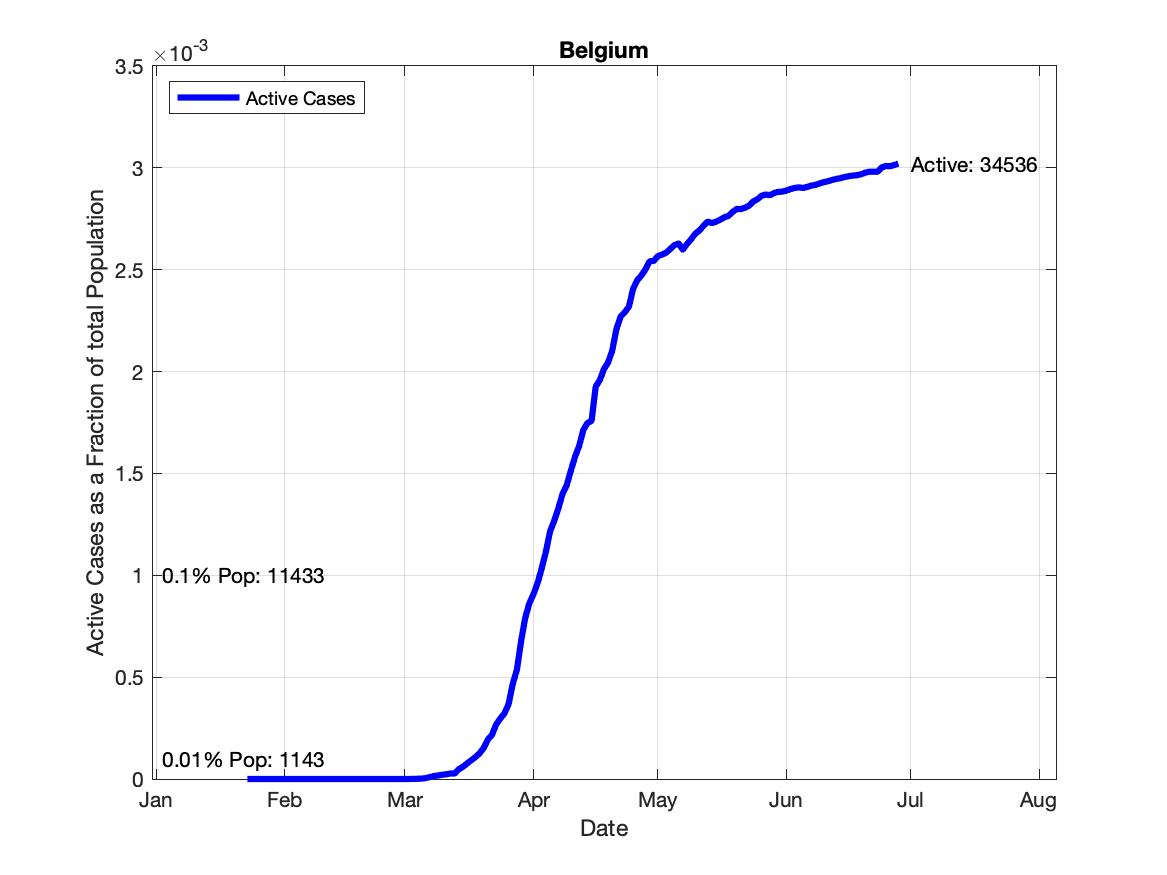 Belgium
×10-3
3.5
3
2.5
2
1.5
1
0.5
0
Active Cases
Active: 34536
0.1% Pop: 11433
0.01% Pop: 1143
Active Cases as a Fraction of total Population
Jan Feb Mar Apr May Jun Jul Aug
Date